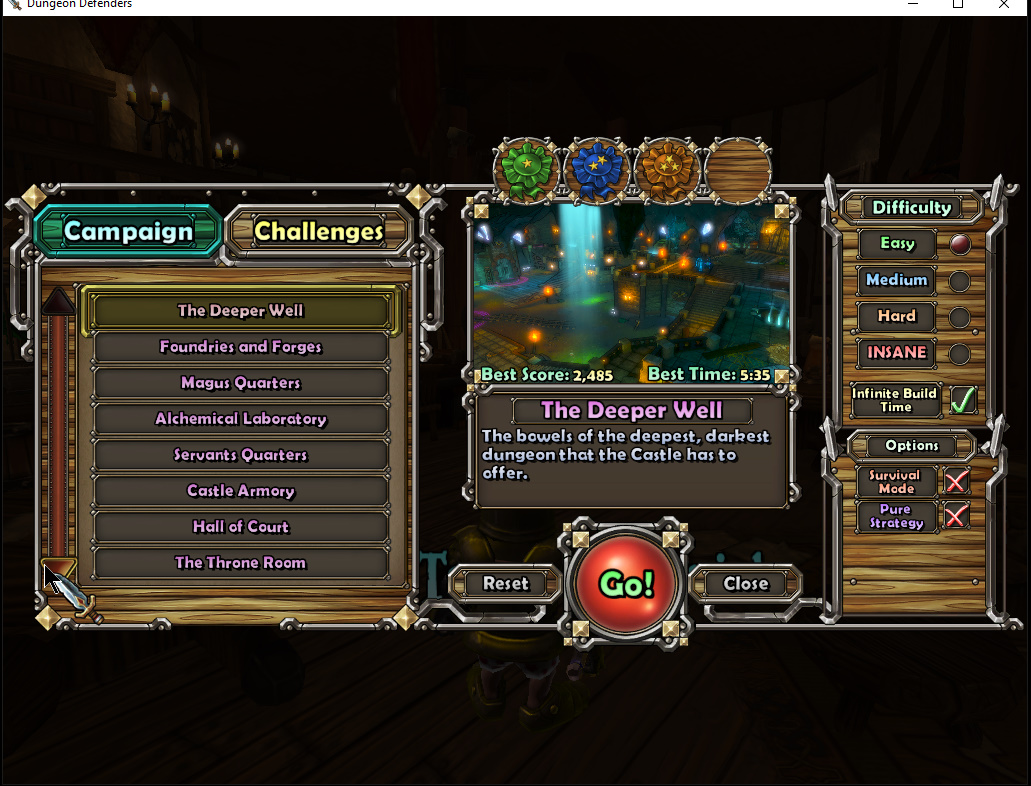 Dungeon Defenders
Campaign
Challenges
The Deeper Well
Foundries and Forges
Magus Quarters
Alchemical Laboratory
Servants Quarters
Castle Armory
Hall of Court
The Throne Room
Best Score: 2,485
Best Time: 5:35
The Deeper Well
The bowels of the deepest, darkest
dungeon that the Castle has to
offer.
Reset
Go!
Close
Difficulty
Easy
Medium
Hard
INSANE
Infinite Build
Time
Options
Survival
Mode
Pure
Strategy